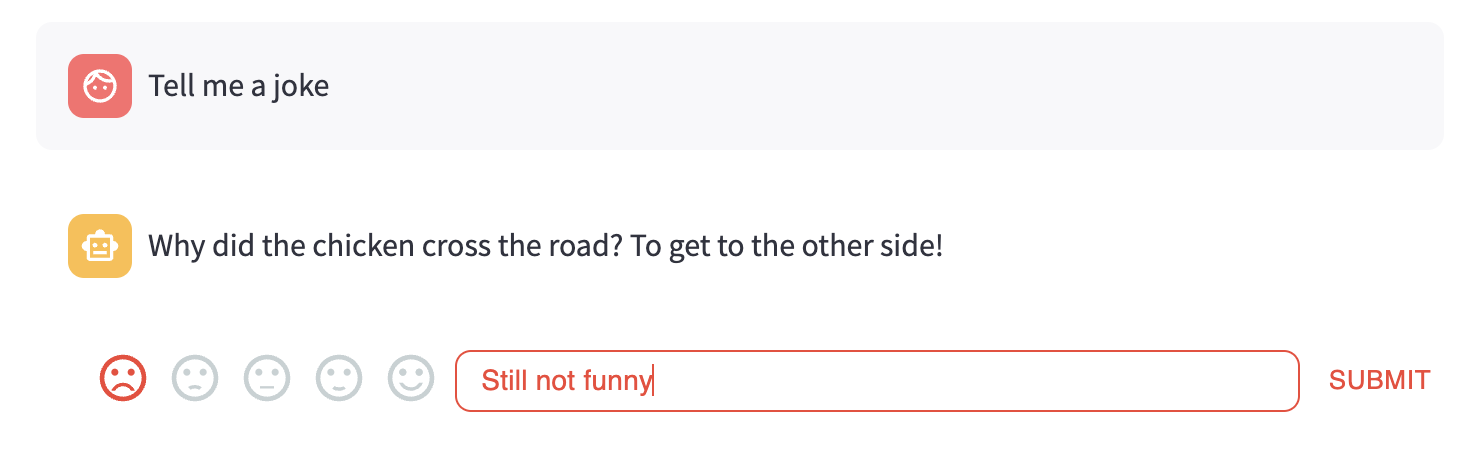 Tell me a joke
Why did the chicken cross the road? To get to the other side!
Still not funny
SUBMIT